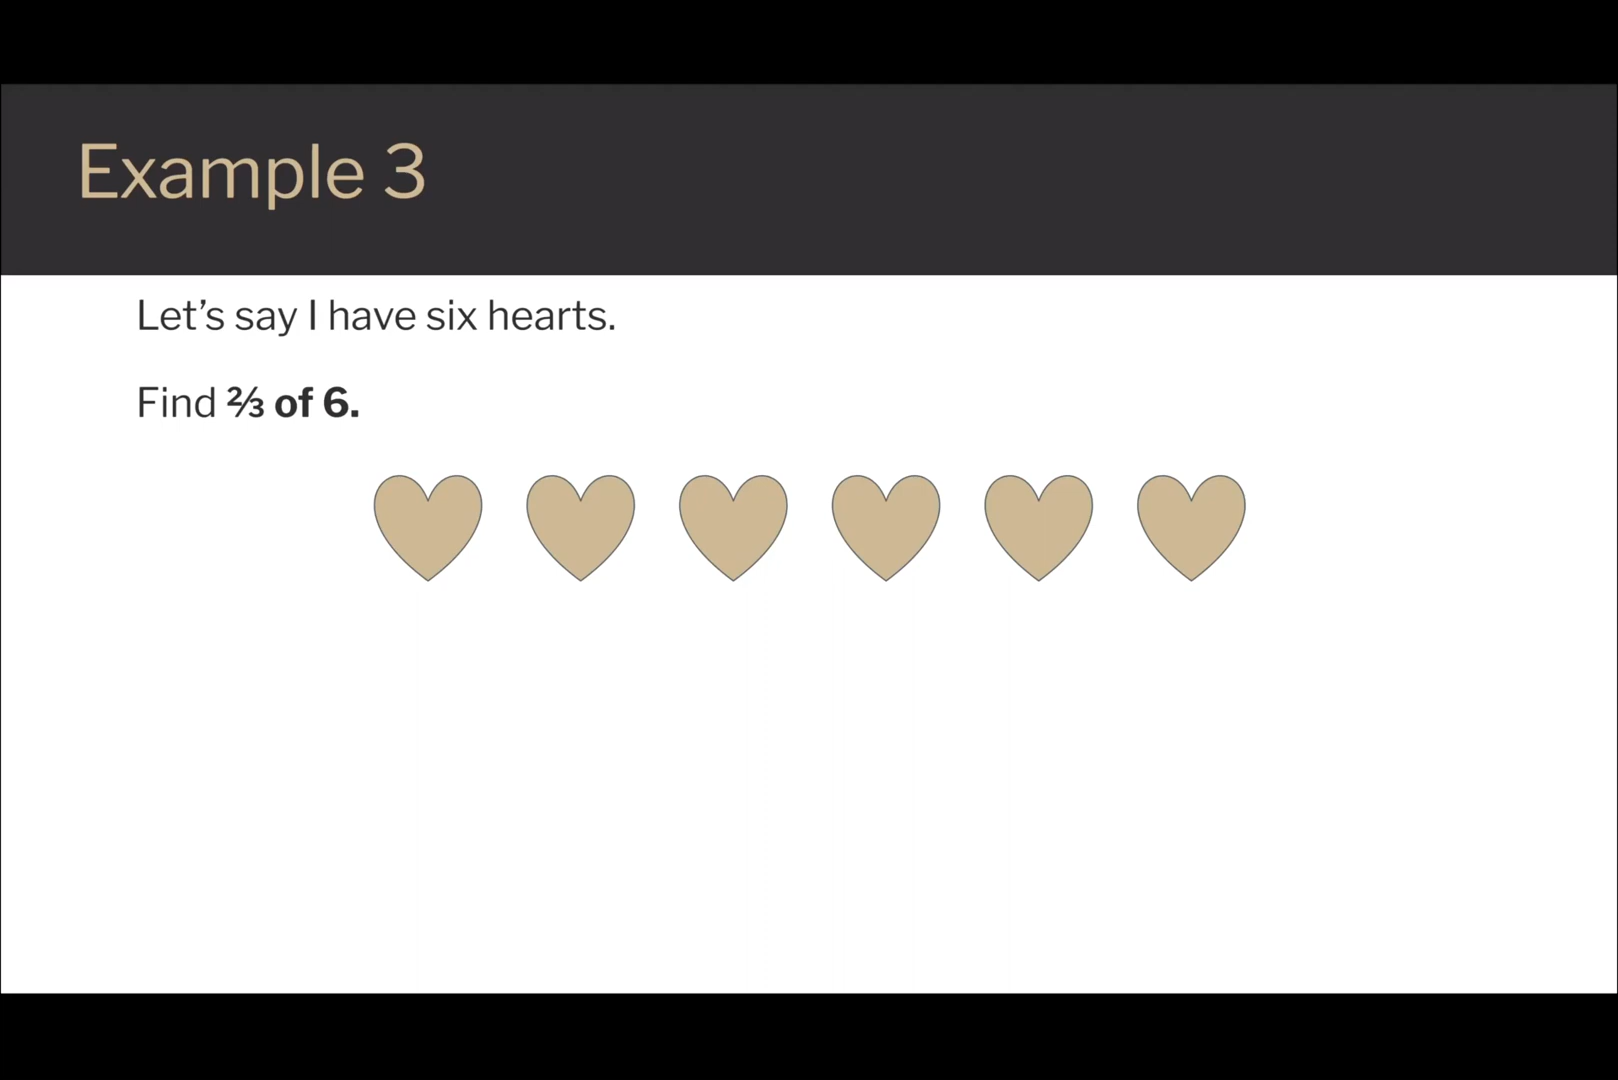 Example 3
Let’s say I have six hearts.
Find ⅔ of 6.